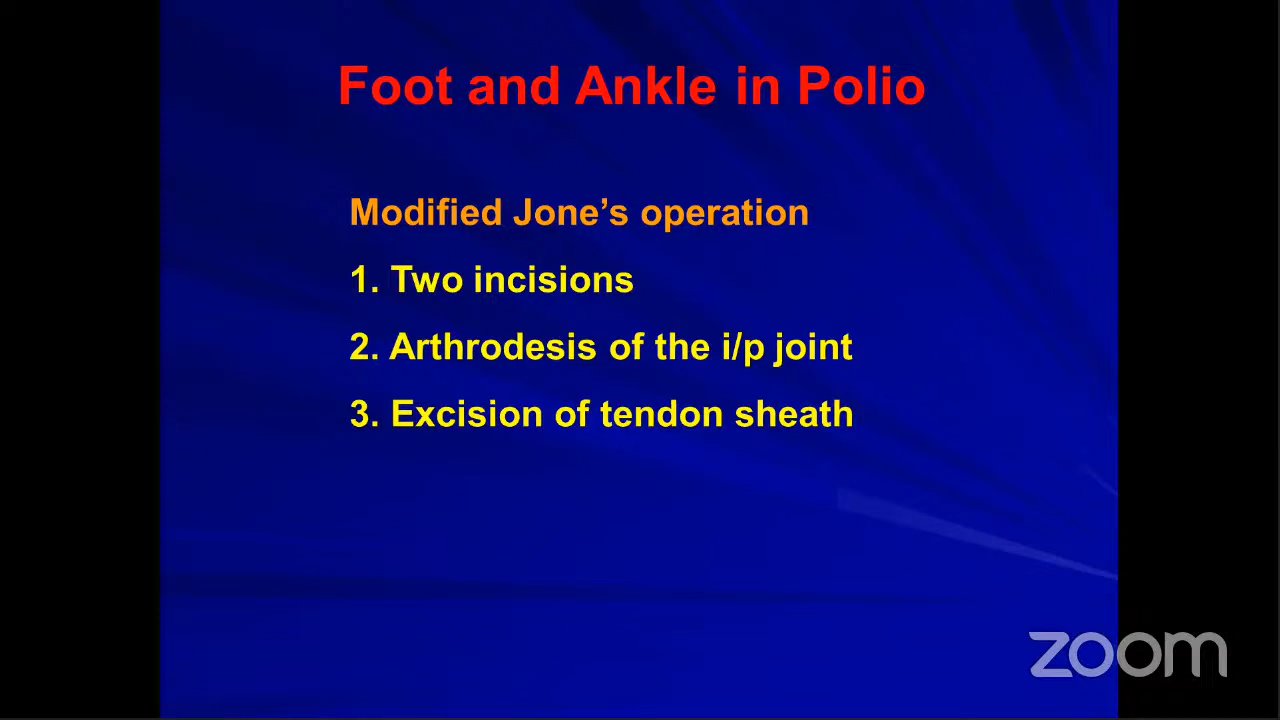 Foot and Ankle in Polio
Modified Jone’s operation
1. Two incisions
2. Arthrodesis of the i/p joint
3. Excision of tendon sheath
zoom